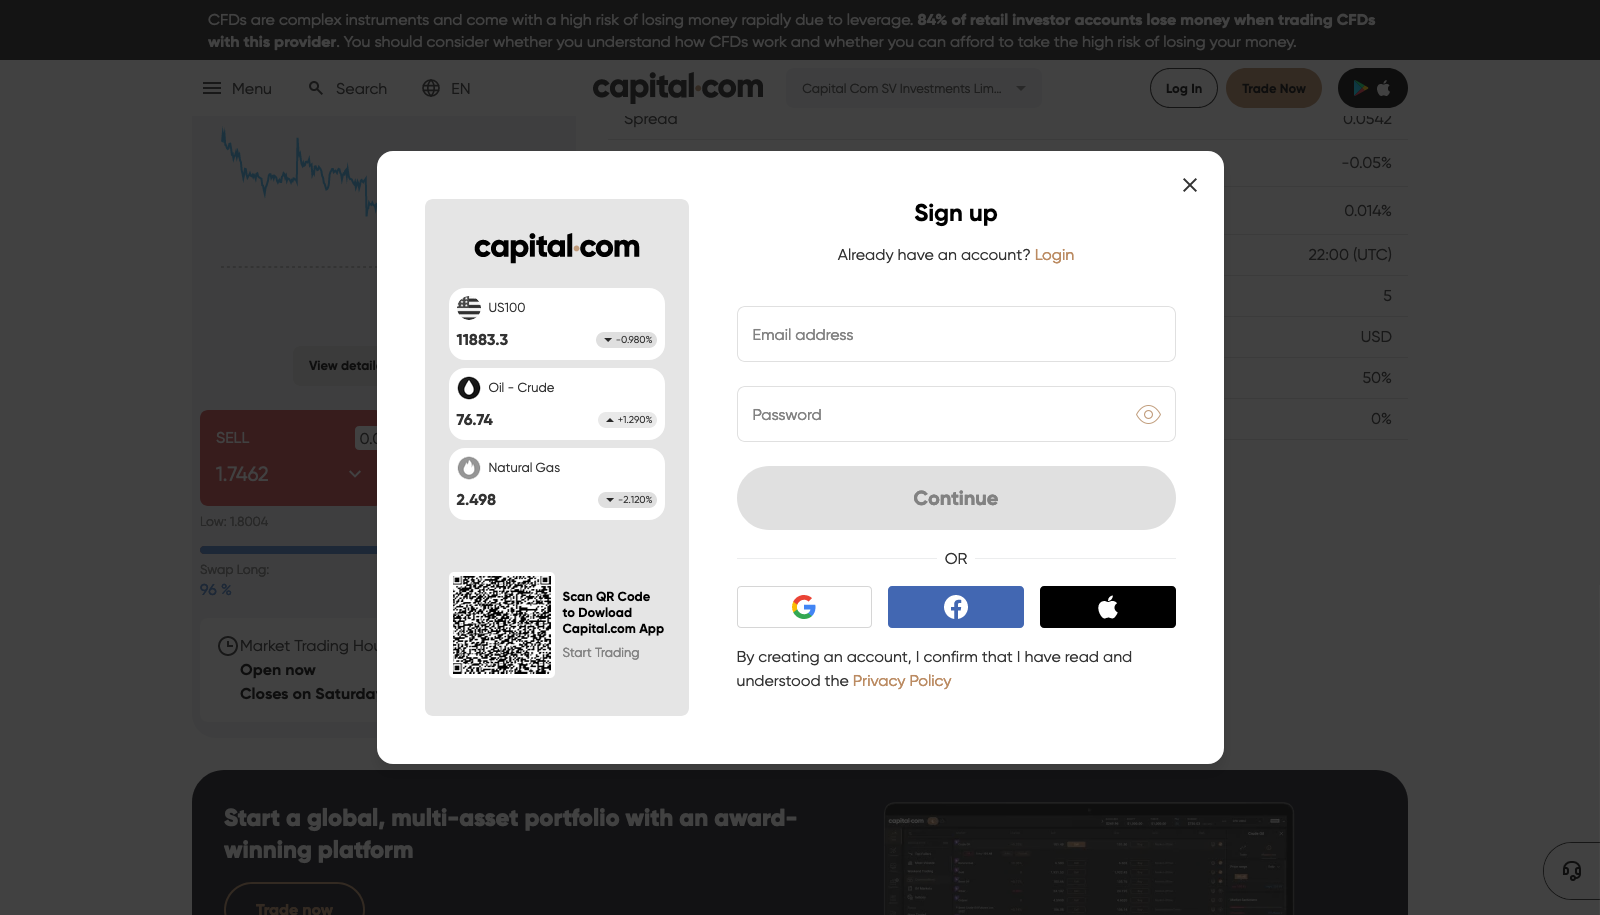 CFDs are complex instruments and come with a high risk of losing money rapidly due to leverage. 84% of retail investor accounts lose money when trading CFDs
with this provider. You should consider whether you understand how CFDs work and whether you can afford to take the high risk of losing your money.
Menu
Search
EN
capital.com
Capital Com SV Investments Lim...
Log In
Trade Now
Spread
0.0542
-0.05%
0.014%
22:00 (UTC)
5
USD
50%
0%
View detail
SELL
1.7462
Low: 1.8004
Swap Long:
96 %
Market Trading Hou
Open now
Closes on Saturda
capital.com
US100
11883.3
-0.980%
Oil - Crude
76.74
+1.290%
Natural Gas
2.498
-2.120%
Scan QR Code
to Dowload
Capital.com App
Start Trading
Sign up
Already have an account? Login
Email address
Password
Continue
OR
By creating an account, I confirm that I have read and
understood the Privacy Policy
Start a global, multi-asset portfolio with an award-
winning platform
Trade now
capital.com